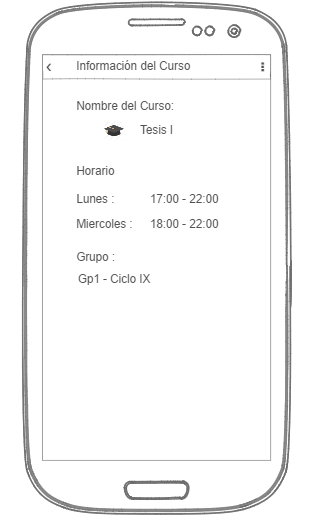 Información del Curso
Nombre del Curso:
Tesis I
Horario
Lunes : 17:00 - 22:00
Miercoles : 18:00 - 22:00
Grupo :
Gp1 - Ciclo IX